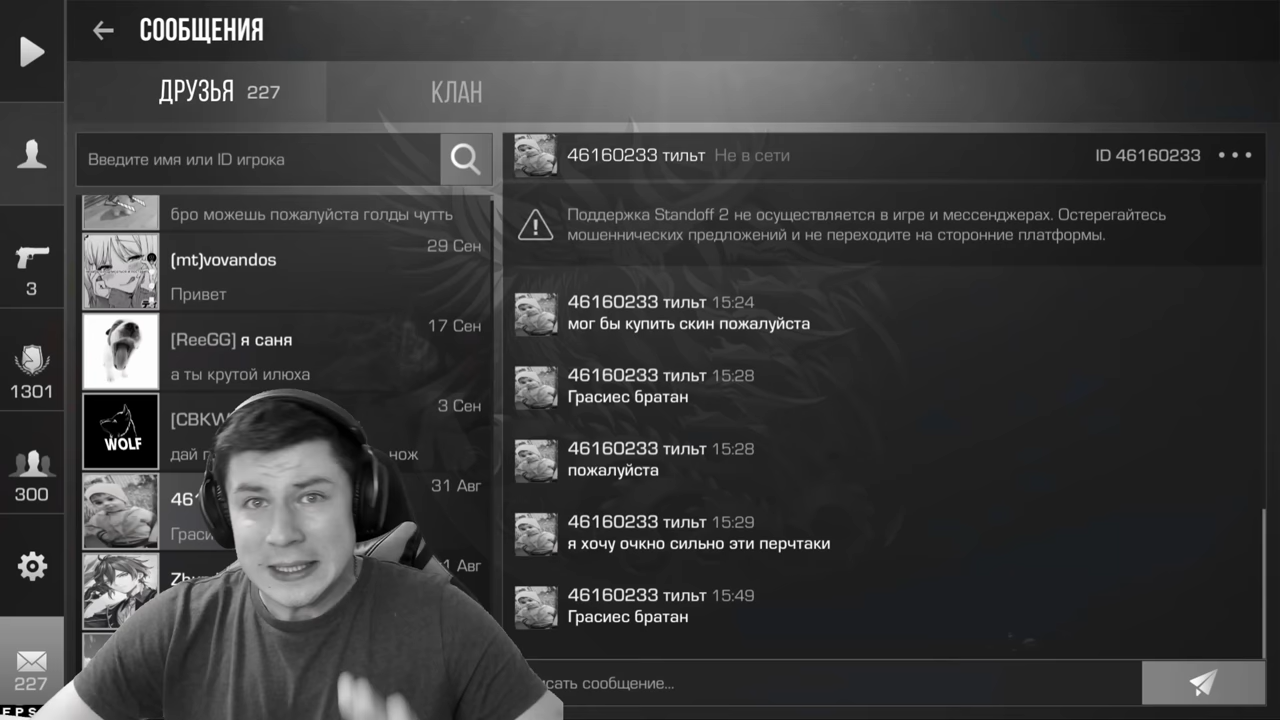 СООБЩЕНИЯ
ДРУЗЬЯ 227
КЛАН
Введите имя или ID игрока
бро можешь пожалуйста голды чутть
29 Сен
(mt)vovandos
Привет
17 Сен
[ReeGG] я саня
а ты крутой илюха
3 Сен
WOLF
дай
нож
31 Авг
Авг
3
1301
300
227
46160233 тильт Не в сети
ID 46160233
Поддержка Standoff 2 не осуществляется в игре и мессенджерах. Остерегайтесь
мошеннических предложений и не переходите на сторонние платформы.
46160233 тильт 15:24
мог бы купить скин пожалуйста
46160233 тильт 15:28
Грасиес братан
46160233 тильт 15:28
пожалуйста
46160233 тильт 15:29
я хочу очкно сильно эти перчтаки
46160233 тильт 15:49
Грасиес братан
сообщение...